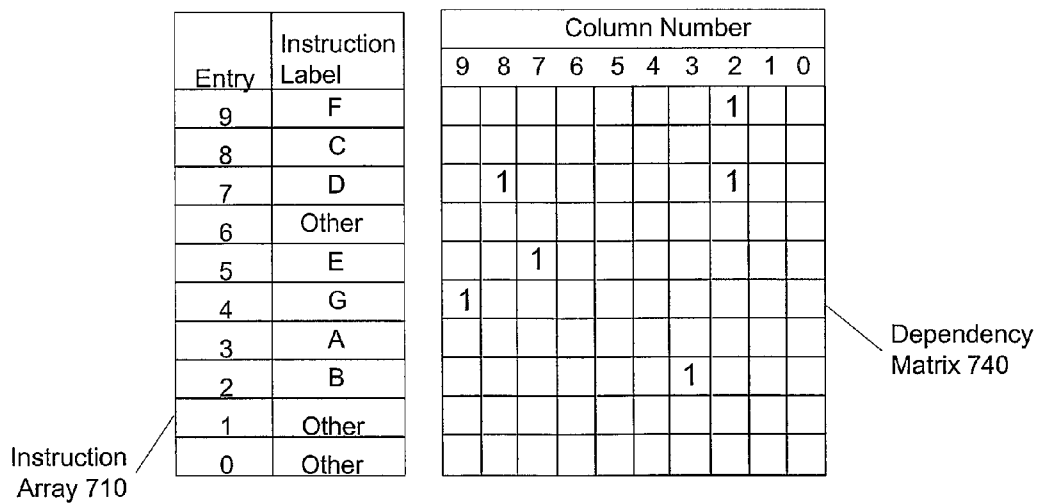 Column Number
Entry Instruction Label 9 8 7 6 5 4 3 2 1 0
9 F 1
8 C
7 D 1 1
6 Other
5 E 1
4 G 1
3 A
2 B 1
1 Other
0 Other
Dependency
Matrix 740
Instruction
Array 710